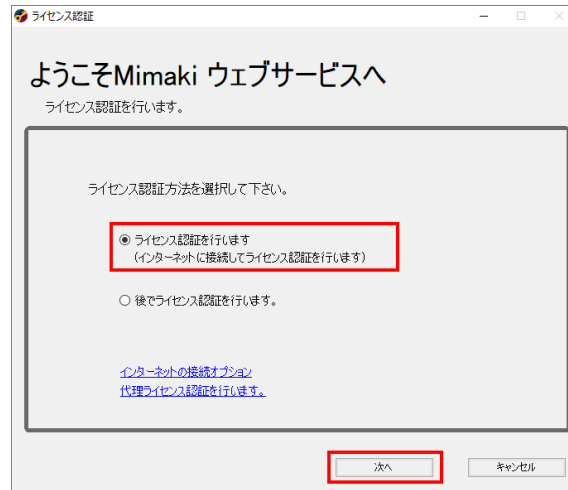 ライセンス認証
ようこそMimaki ウェブサービスへ
ライセンス認証を行います。
ライセンス認証方法を選択して下さい。
ライセンス認証を行います
(インターネットに接続してライセンス認証を行います)
後でライセンス認証を行います。
インターネットの接続オプション
代理ライセンス認証を行います。
次へ
キャンセル